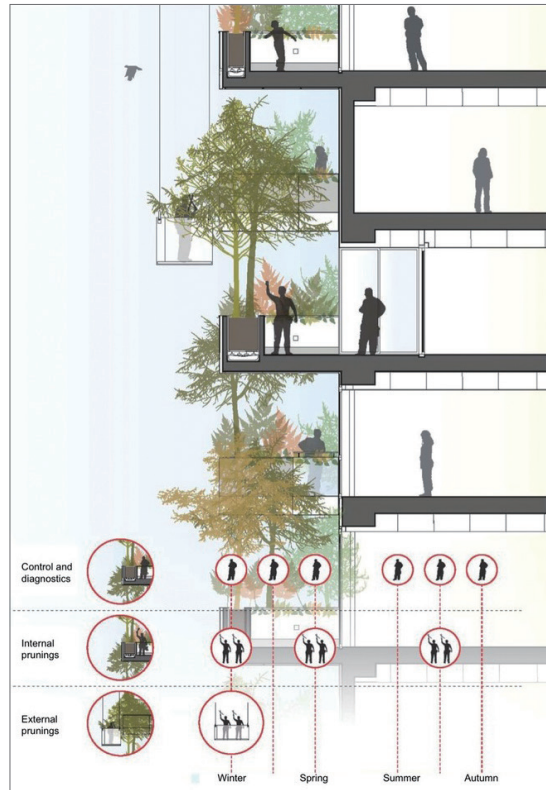 Control and
diagnostics
Internal
prunings
External
prunings
Winter
Spring
Summer
Autumn